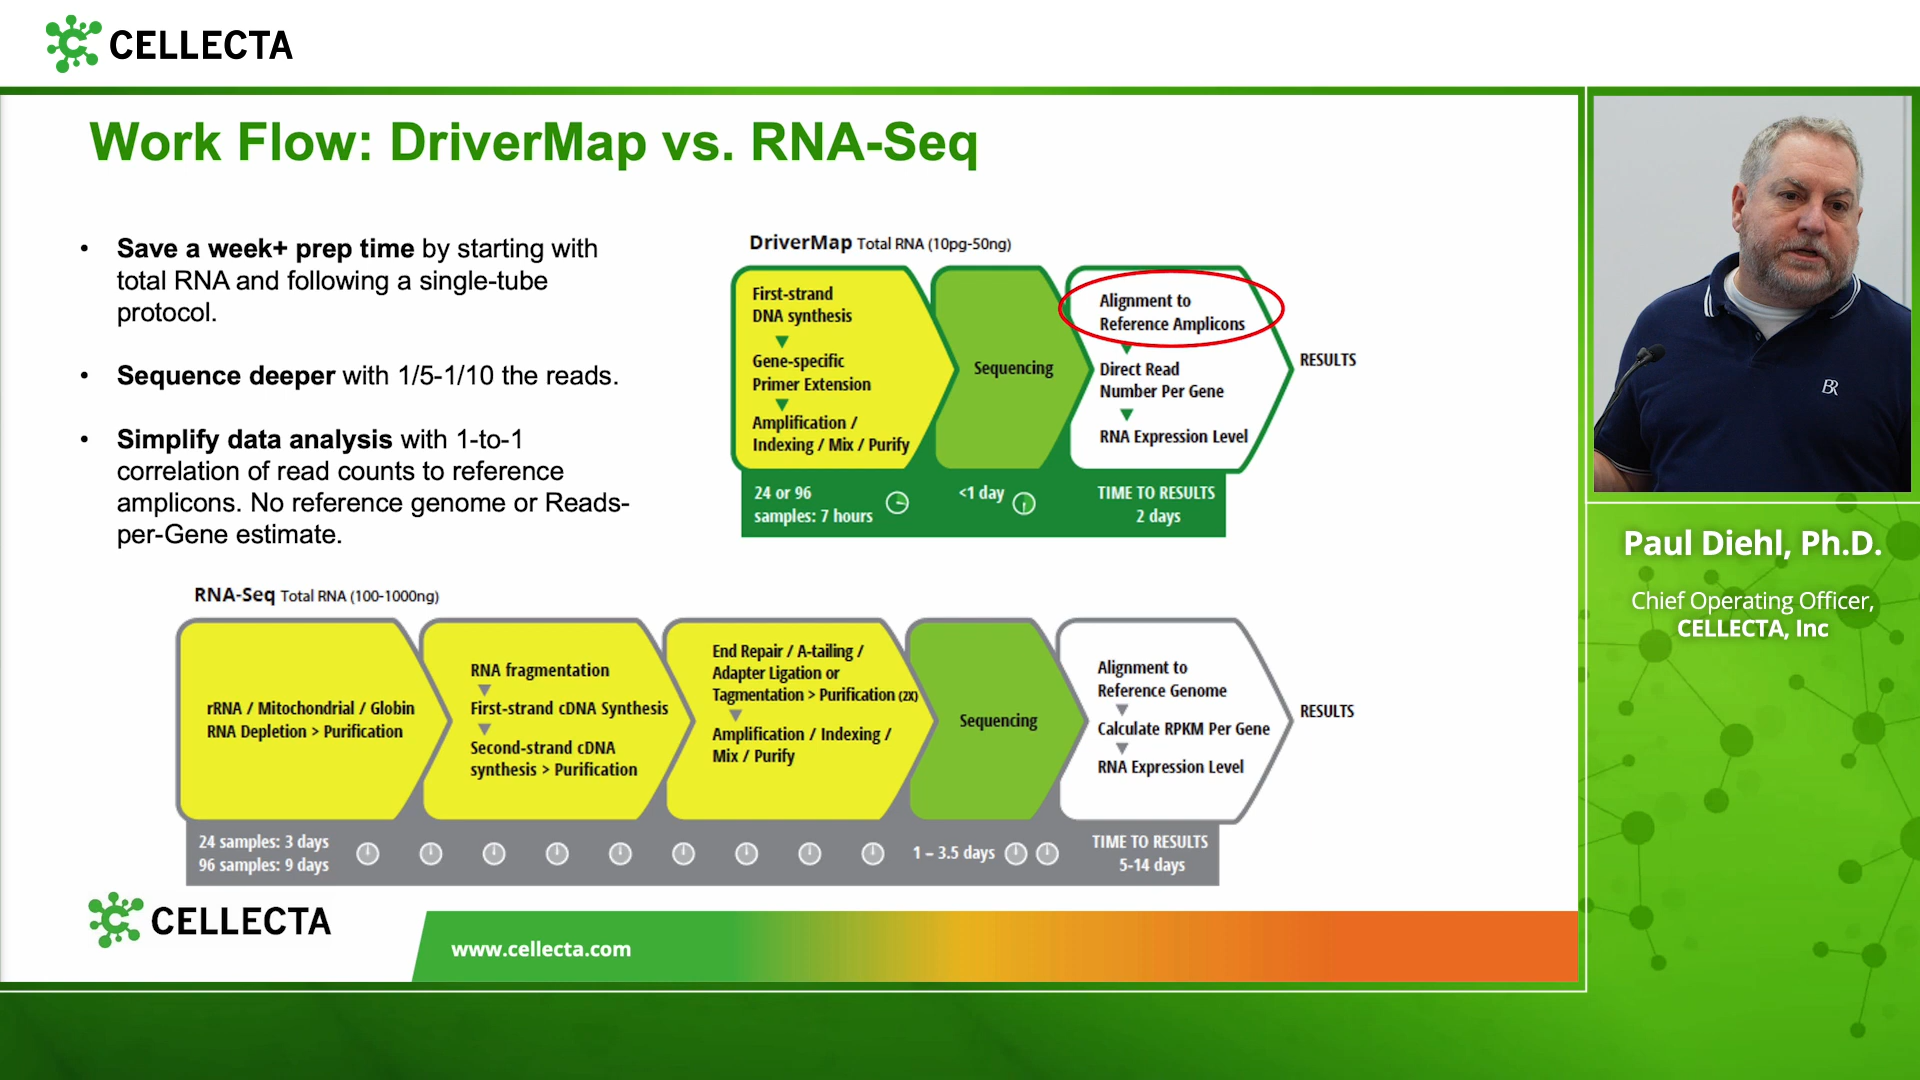 CELLECTA
Work Flow: DriverMap vs. RNA-Seq
• Save a week+ prep time by starting with
total RNA and following a single-tube
protocol.
• Sequence deeper with 1/5-1/10 the reads.
• Simplify data analysis with 1-to-1
correlation of read counts to reference
amplicons. No reference genome or Reads-
per-Gene estimate.
DriverMap Total RNA (10pg-50ng)
First-strand
DNA synthesis
Gene-specific
Primer Extension
Amplification /
Indexing / Mix / Purify
Sequencing
Alignment to
Reference Amplicons
Direct Read
Number Per Gene
RNA Expression Level
RESULTS
24 or 96
samples: 7 hours
<1 day
TIME TO RESULTS
2 days
RNA-Seq Total RNA (100-1000ng)
rRNA / Mitochondrial / Globin
RNA Depletion > Purification
RNA fragmentation
First-strand cDNA Synthesis
Second-strand cDNA
synthesis > Purification
End Repair / A-tailing /
Adapter Ligation or
Tagmentation > Purification (2X)
Amplification / Indexing /
Mix / Purify
Sequencing
Alignment to
Reference Genome
Calculate RPKM Per Gene
RNA Expression Level
RESULTS
24 samples: 3 days
96 samples: 9 days
1 – 3.5 days
TIME TO RESULTS
5-14 days
CELLECTA
www.cellecta.com
BR
Paul Diehl, Ph.D.
Chief Operating Officer,
CELLECTA, Inc